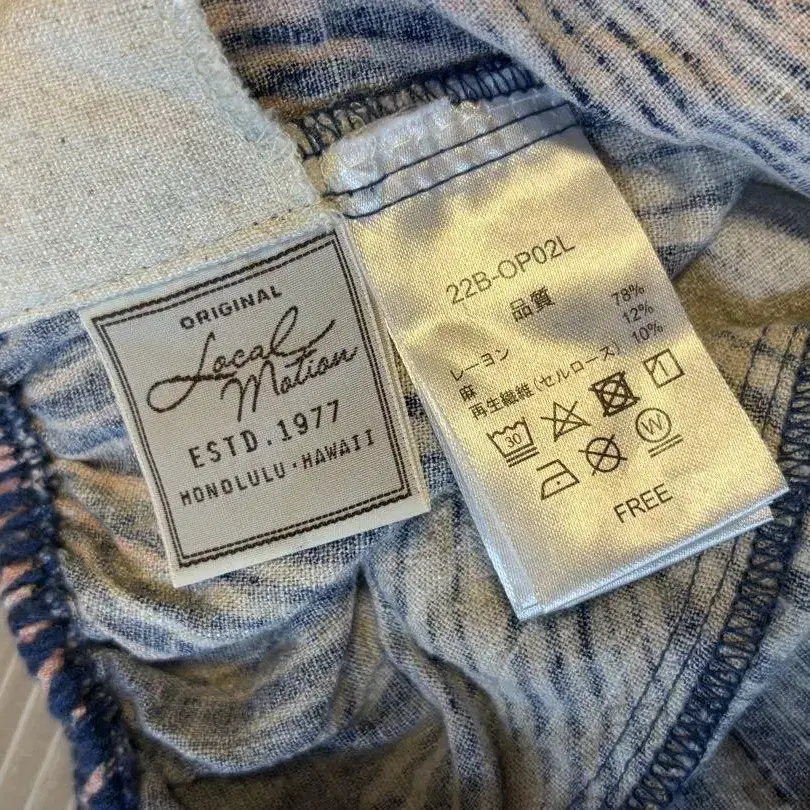 ORIGINAL
Local
Motion
ESTD.1977
HONOLULU・HAWAII
22B-OP02L
品質
レーヨン 78%
麻 12%
再生繊維(セルロース) 10%
30
1
W
FREE